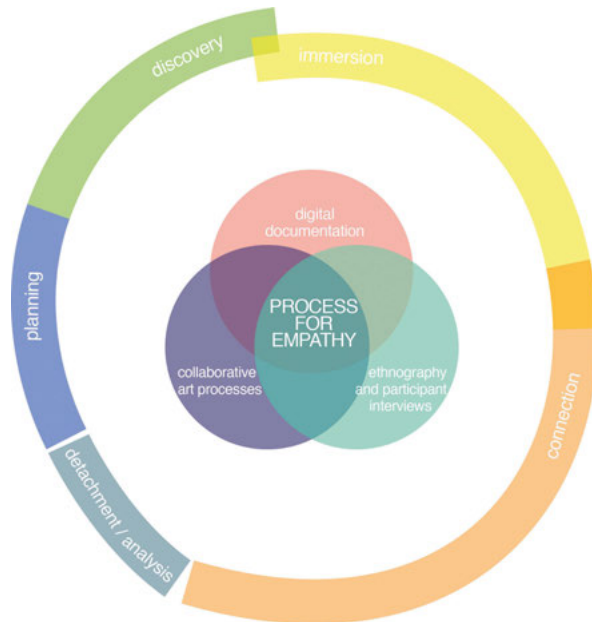 discovery
immersion
digital
documentation
PROCESS
FOR
EMPATHY
planning
collaborative
art processes
ethnography
and participant
interviews
connection
detachment / analysis